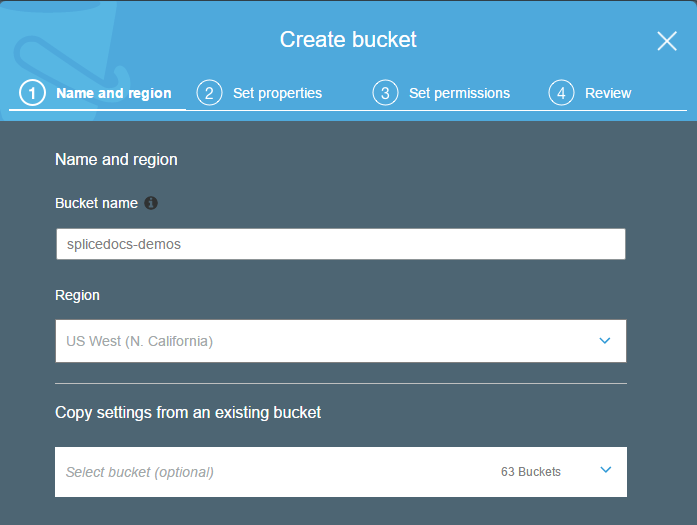 Create bucket
1 Name and region 2 Set properties 3 Set permissions 4 Review
Name and region
Bucket name i
splicedocs-demos
Region
US West (N. California)
Copy settings from an existing bucket
Select bucket (optional) 63 Buckets